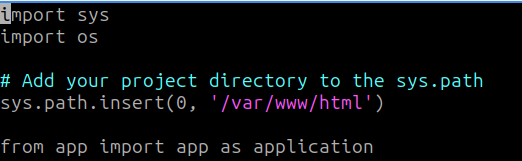 import sys
import os
# Add your project directory to the sys.path
sys.path.insert(0, '/var/www/html')
from app import app as application